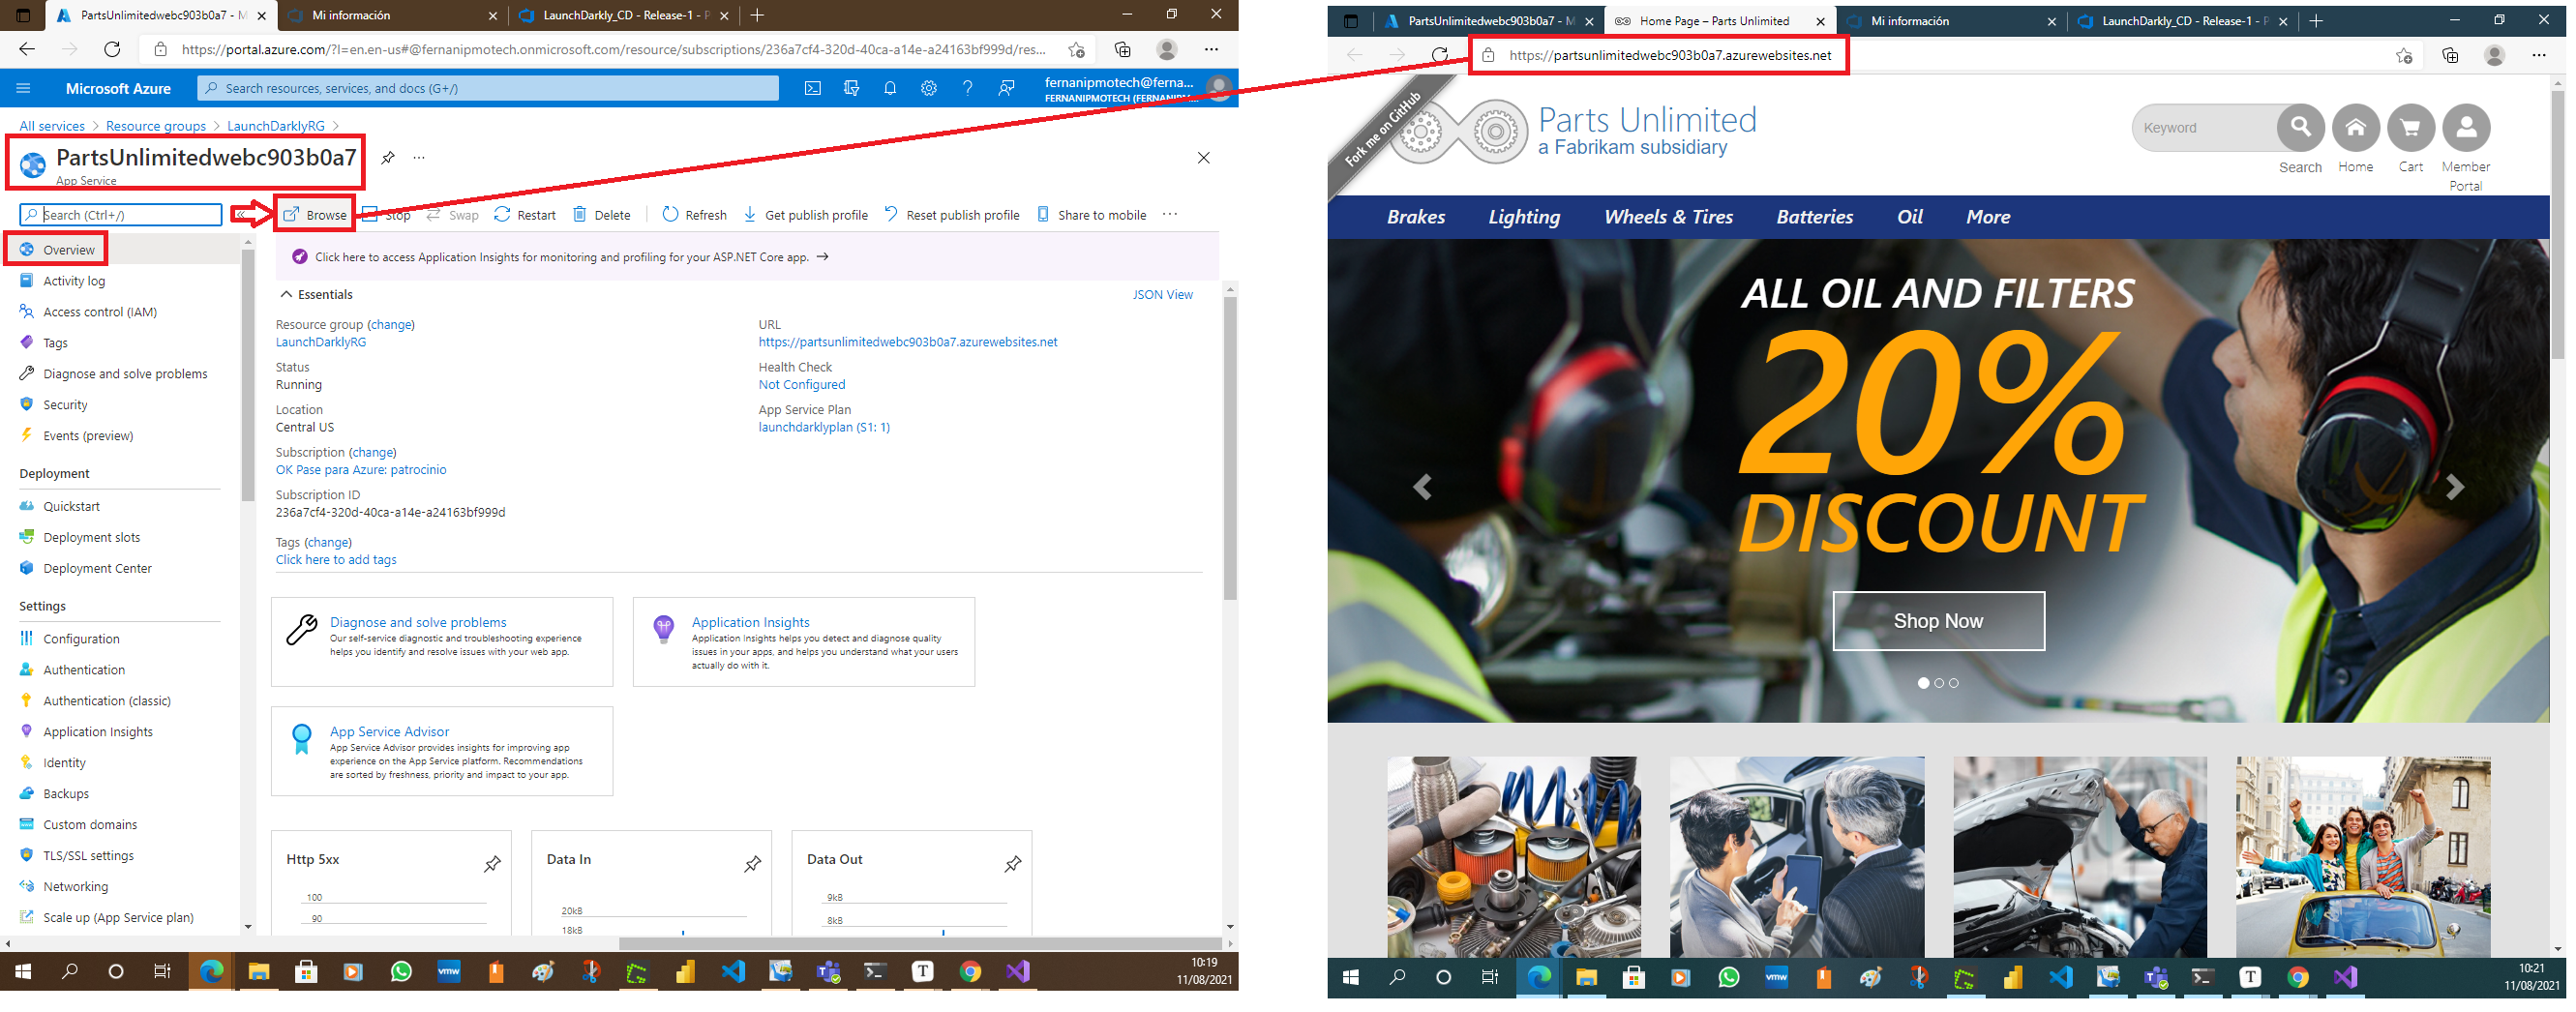 PartsUnlimitedwebc903b0a7 - M
Mi información
LaunchDarkly_CD - Release-1 - P
https://portal.azure.com/?l=en.en-us#@fernanipmotech.onmicrosoft.com/resource/subscriptions/236a7cf4-320d-40ca-a14e-a24163bf999d/res...
Microsoft Azure
Search resources, services, and docs (G+/)
fernanipmotech@ferna...
FERNANIPMOTECH (FERNANIPM...
All services > Resource groups > LaunchDarklyRG >
PartsUnlimitedwebc903b0a7
App Service
Search (Ctrl+/)
Browse
Stop
Swap
Restart
Delete
Refresh
Get publish profile
Reset publish profile
Share to mobile
Overview
Activity log
Access control (IAM)
Tags
Diagnose and solve problems
Security
Events (preview)
Deployment
Quickstart
Deployment slots
Deployment Center
Settings
Configuration
Authentication
Authentication (classic)
Application Insights
Identity
Backups
Custom domains
TLS/SSL settings
Networking
Scale up (App Service plan)
Click here to access Application Insights for monitoring and profiling for your ASP.NET Core app. →
Essentials
JSON View
Resource group (change)
LaunchDarklyRG
Status
Running
Location
Central US
Subscription (change)
OK Pase para Azure: patrocinio
Subscription ID
236a7cf4-320d-40ca-a14e-a24163bf999d
Tags (change)
Click here to add tags
URL
https://partsunlimitedwebc903b0a7.azurewebsites.net
Health Check
Not Configured
App Service Plan
launchdarklyplan (S1: 1)
Diagnose and solve problems
Our self-service diagnostic and troubleshooting experience
helps you identify and resolve issues with your web app.
Application Insights
Application Insights helps you detect and diagnose quality
issues in your apps, and helps you understand what your users
actually do with it.
App Service Advisor
App Service Advisor provides insights for improving app
experience on the App Service platform. Recommendations
are sorted by freshness, priority and impact to your app.
Http 5xx
100
90
Data In
20kB
18kB
Data Out
9kB
8kB
vmw
T
10:19
11/08/2021
PartsUnlimitedwebc903b0a7 - M
Home Page – Parts Unlimited
Mi información
LaunchDarkly_CD - Release-1 - P
https://partsunlimitedwebc903b0a7.azurewebsites.net
Fork me on GitHub
Parts Unlimited
a Fabrikam subsidiary
Keyword
Search
Home
Cart
Member
Portal
Brakes
Lighting
Wheels & Tires
Batteries
Oil
More
ALL OIL AND FILTERS
20%
DISCOUNT
Shop Now
vmw
T
10:21
11/08/2021